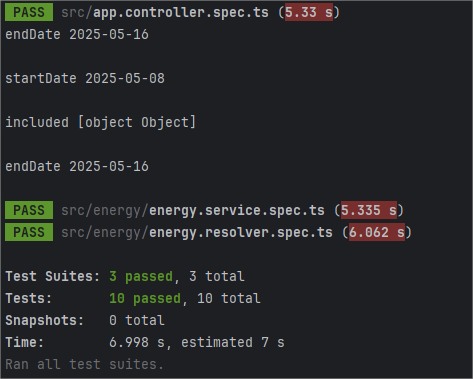 PASS src/app.controller.spec.ts (5.33 s)
endDate 2025-05-16
startDate 2025-05-08
included [object Object]
endDate 2025-05-16
PASS src/energy/energy.service.spec.ts (5.335 s)
PASS src/energy/energy.resolver.spec.ts (6.062 s)
Test Suites: 3 passed, 3 total
Tests: 10 passed, 10 total
Snapshots: 0 total
Time: 6.998 s, estimated 7 s
Ran all test suites.